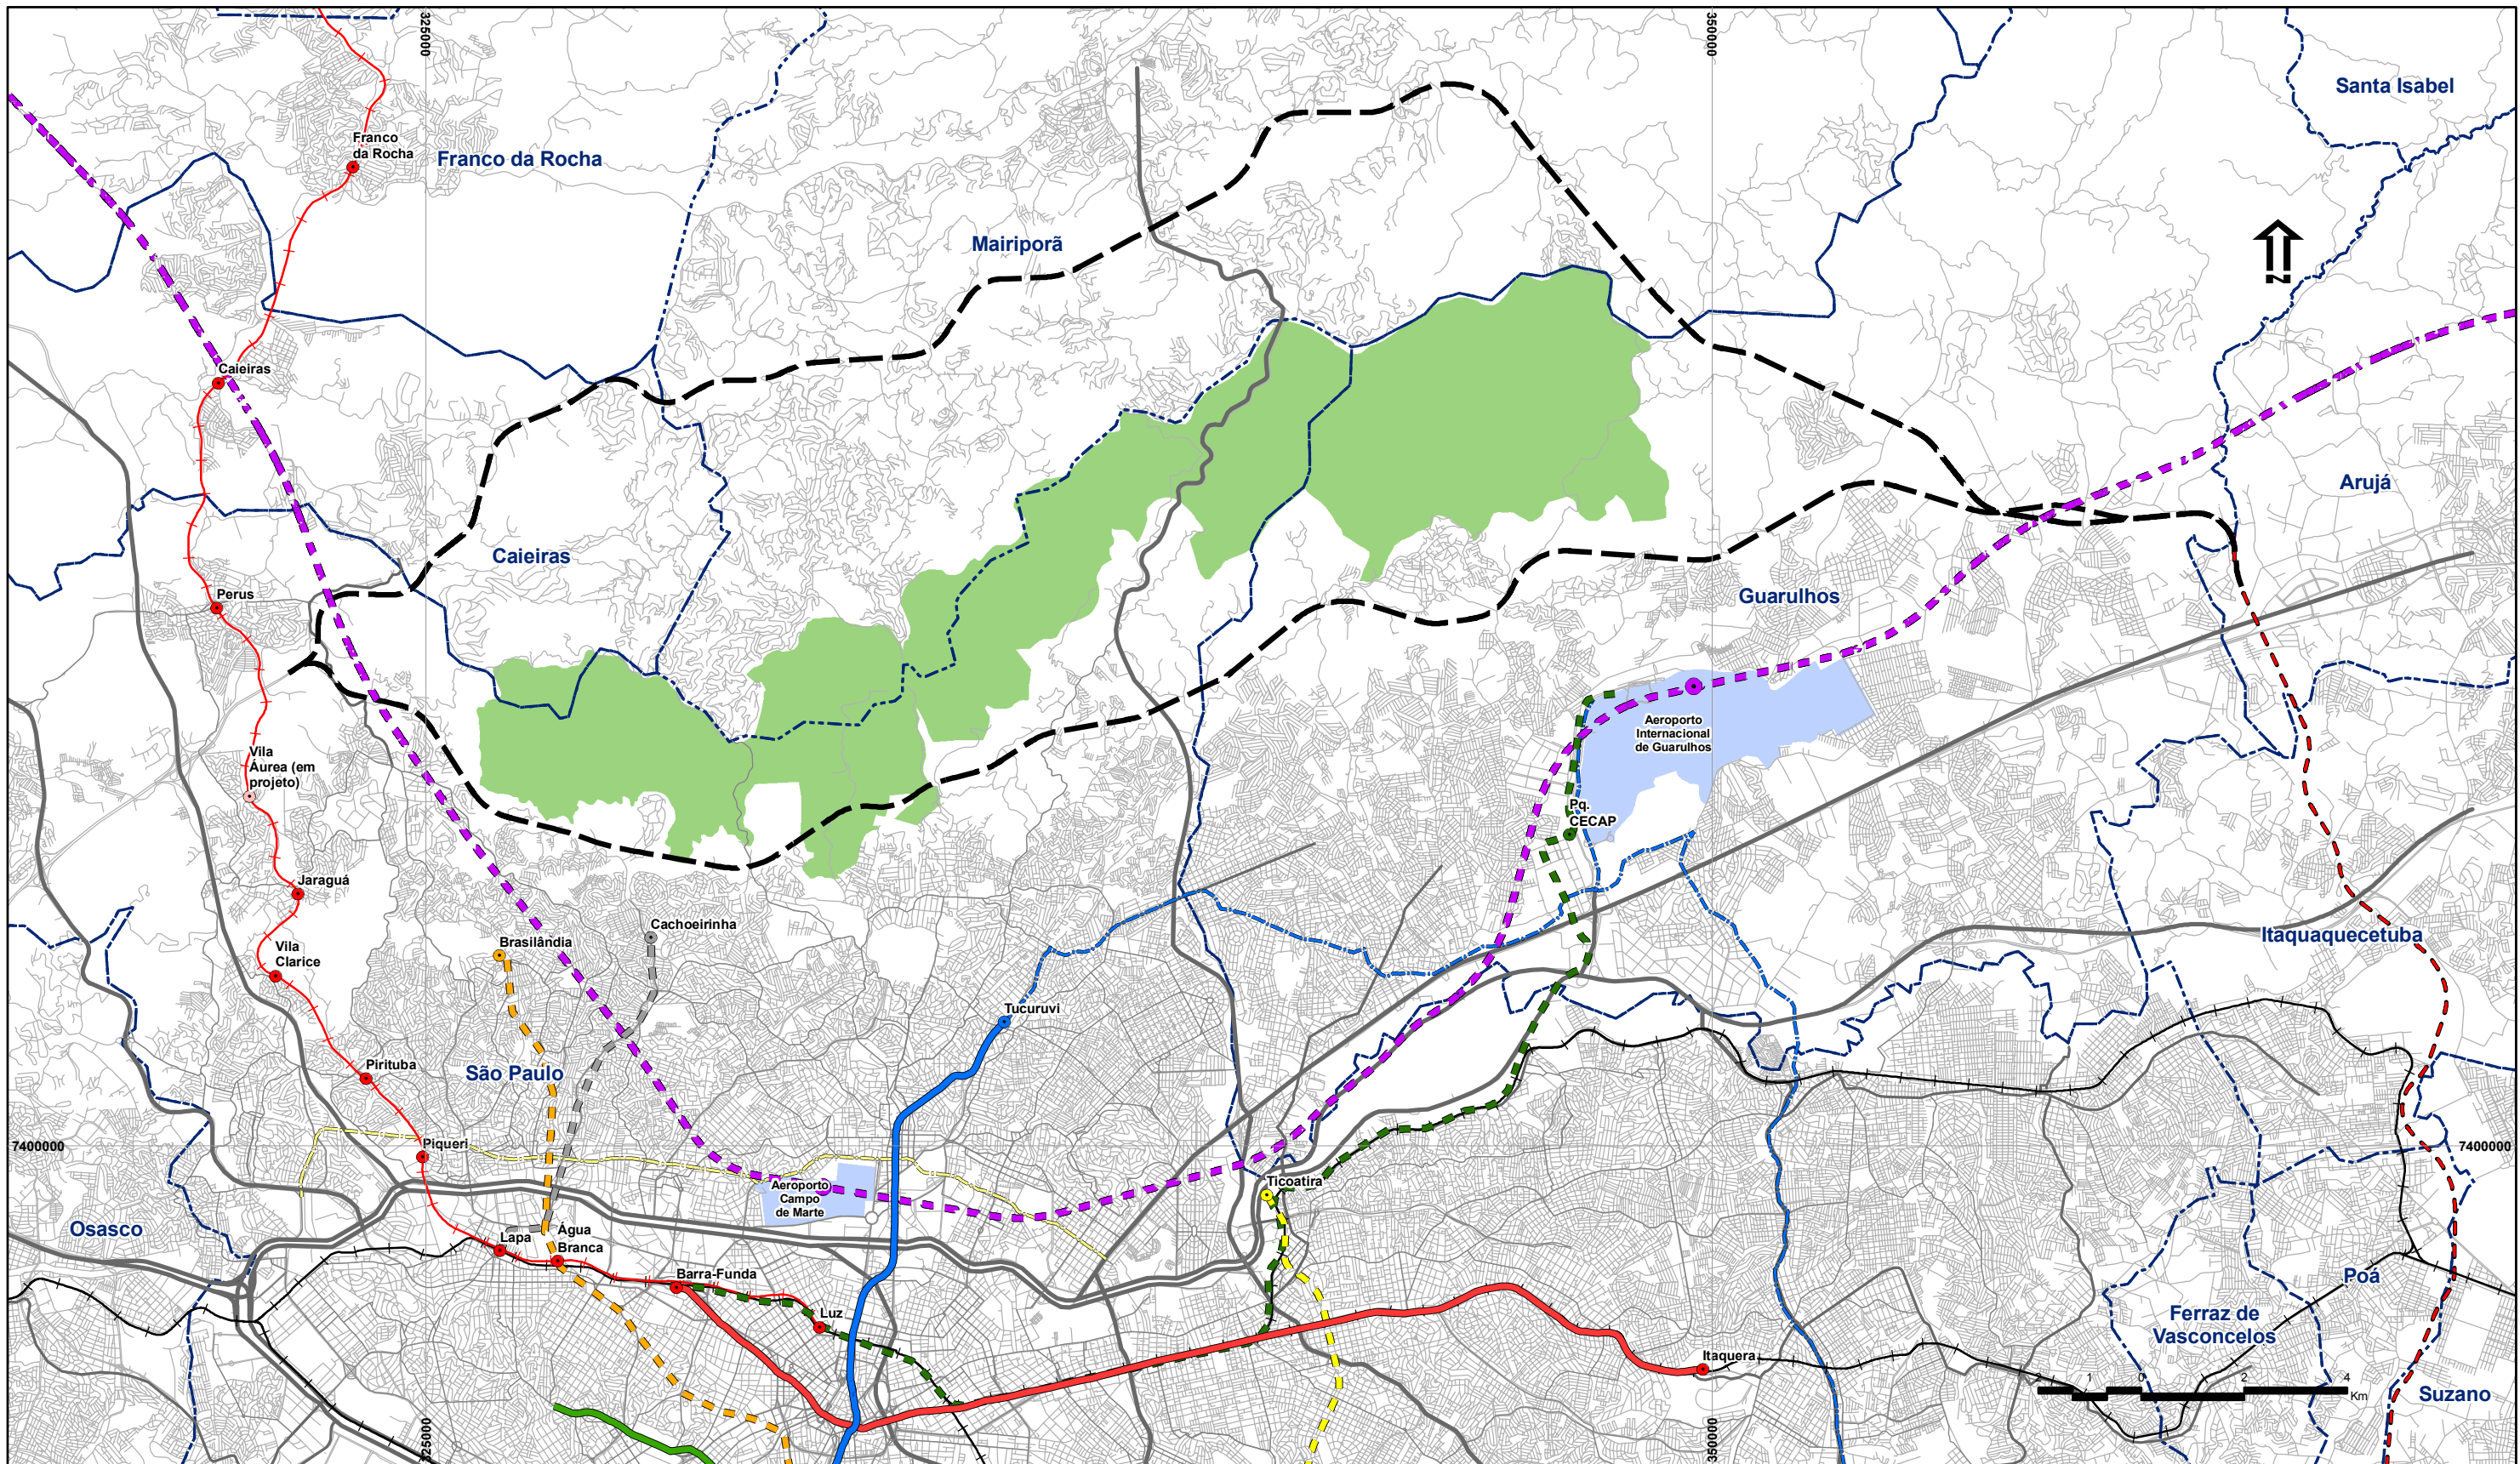 325000
350000
Santa Isabel
Franco
da Rocha
Franco da Rocha
Mairiporã
N
Caieiras
Arujá
Caieiras
Perus
Guarulhos
Aeroporto
Internacional
de Guarulhos
Vila
Áurea (em
projeto)
Pq.
CECAP
Jaraguá
Cachoeirinha
Brasilândia
Itaquaquecetuba
Vila
Clarice
Tucuruvi
Pirituba
São Paulo
Piqueri
7400000
7400000
Ticoatira
Aeroporto
Campo
de Marte
Osasco
Água
Branca
Lapa
Barra-Funda
Poá
Luz
Ferraz de
Vasconcelos
Itaquera
2 1 0 2 4
Km
Suzano
325000
350000